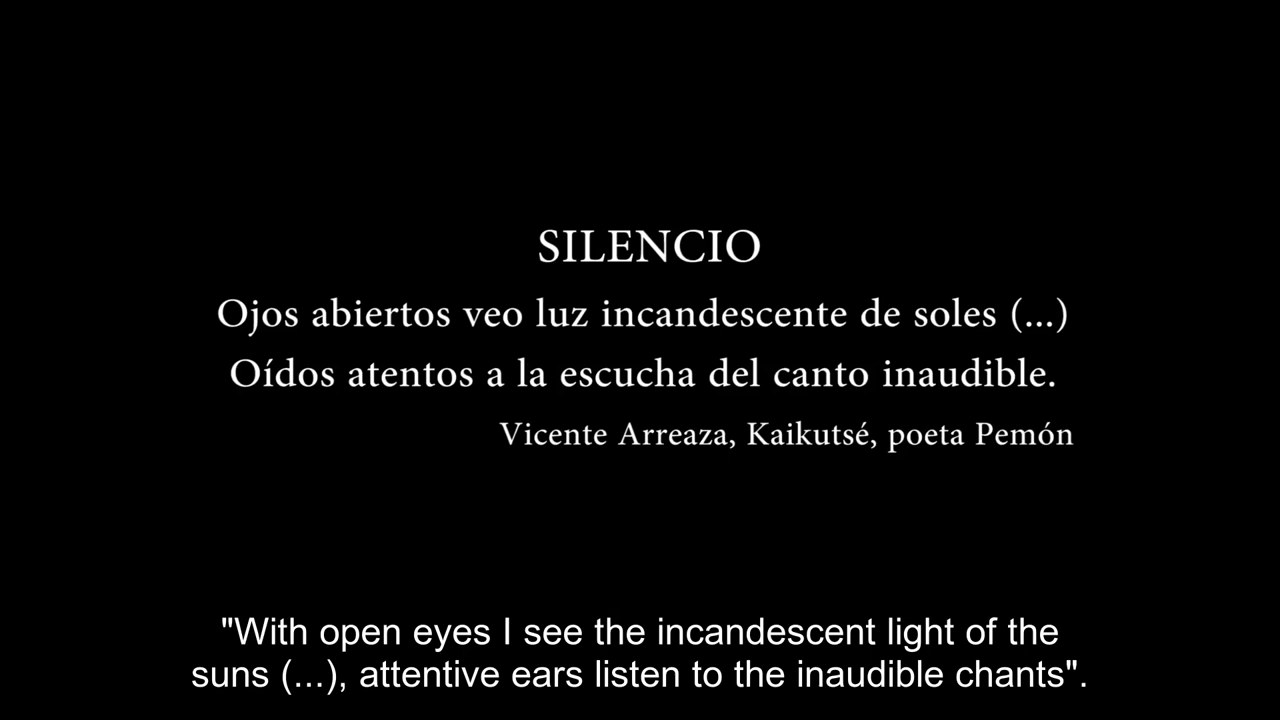 SILENCIO
Ojos abiertos veo luz incandescente de soles (...)
Oídos atentos a la escucha del canto inaudible.
Vicente Arreaza, Kaikutsé, poeta Pemón
"With open eyes I see the incandescent light of the
suns (...), attentive ears listen to the inaudible chants".